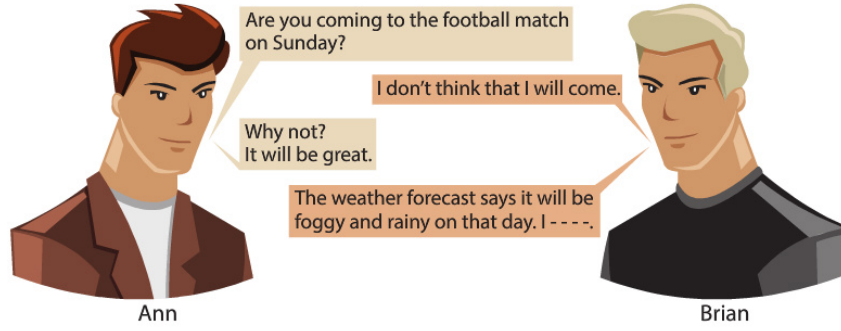 Are you coming to the football match
on Sunday?
I don't think that I will come.
Why not?
It will be great.
The weather forecast says it will be
foggy and rainy on that day. I - - - -.
Ann
Brian